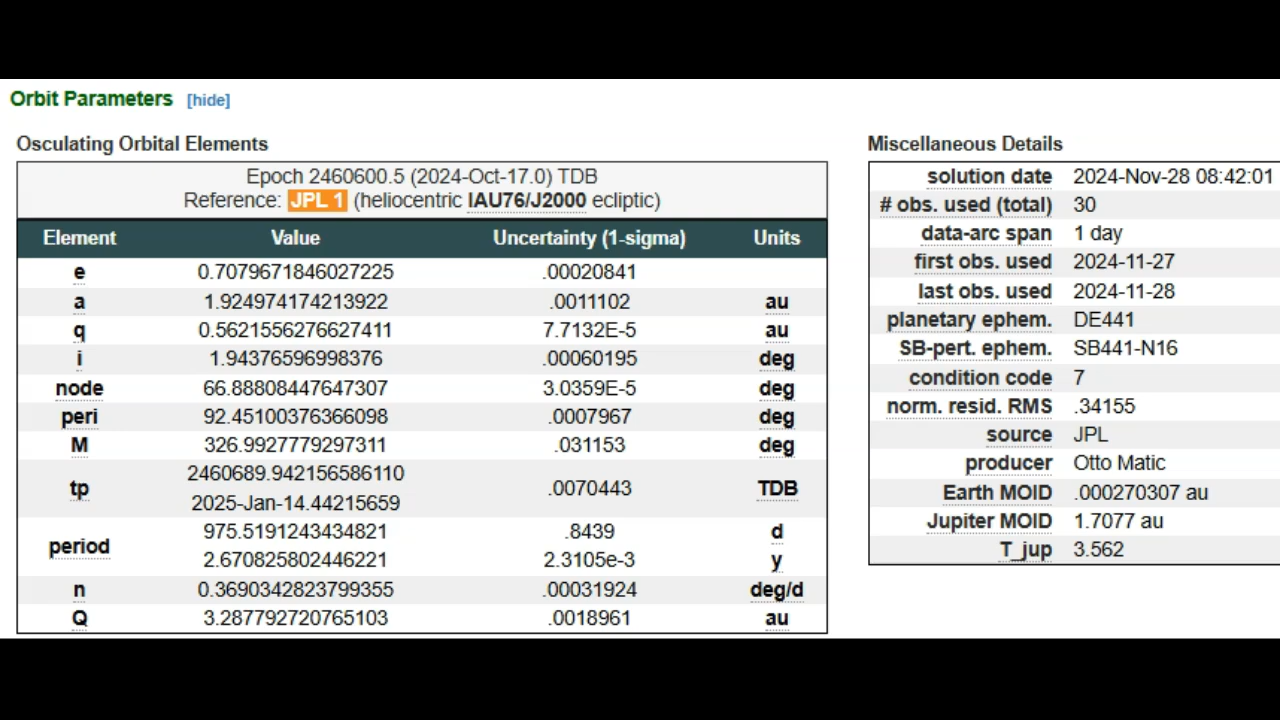 Orbit Parameters [hide]
Osculating Orbital Elements
Epoch 2460600.5 (2024-Oct-17.0) TDB
Reference: JPL 1 (heliocentric IAU76/J2000 ecliptic)
Element Value Uncertainty (1-sigma) Units
e 0.7079671846027225 .00020841
a 1.924974174213922 .0011102 au
q 0.5621556276627411 7.7132E-5 au
i 1.94376596998376 .00060195 deg
node 66.88808447647307 3.0359E-5 deg
peri 92.45100376366098 .0007967 deg
M 326.9927779297311 .031153 deg
tp 2460689.942156586110 .0070443 TDB
2025-Jan-14.44215659
period 975.5191243434821 .8439 d
2.670825802446221 2.3105e-3 y
n 0.3690342823799355 .00031924 deg/d
Q 3.287792720765103 .0018961 au
Miscellaneous Details
solution date 2024-Nov-28 08:42:01
# obs. used (total) 30
data-arc span 1 day
first obs. used 2024-11-27
last obs. used 2024-11-28
planetary ephem. DE441
SB-pert. ephem. SB441-N16
condition code 7
norm. resid. RMS .34155
source JPL
producer Otto Matic
Earth MOID .000270307 au
Jupiter MOID 1.7077 au
T_jup 3.562